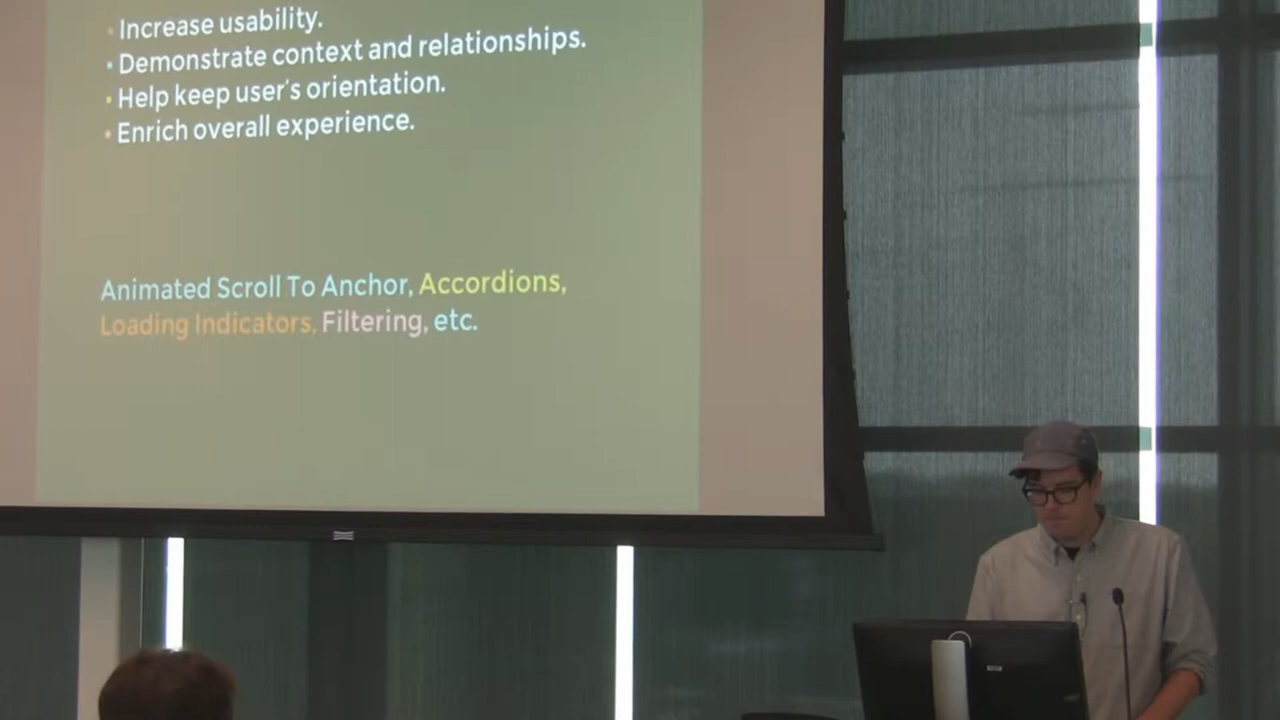 • Increase usability.
• Demonstrate context and relationships.
• Help keep user's orientation.
• Enrich overall experience.
Animated Scroll To Anchor, Accordions,
Loading Indicators, Filtering, etc.